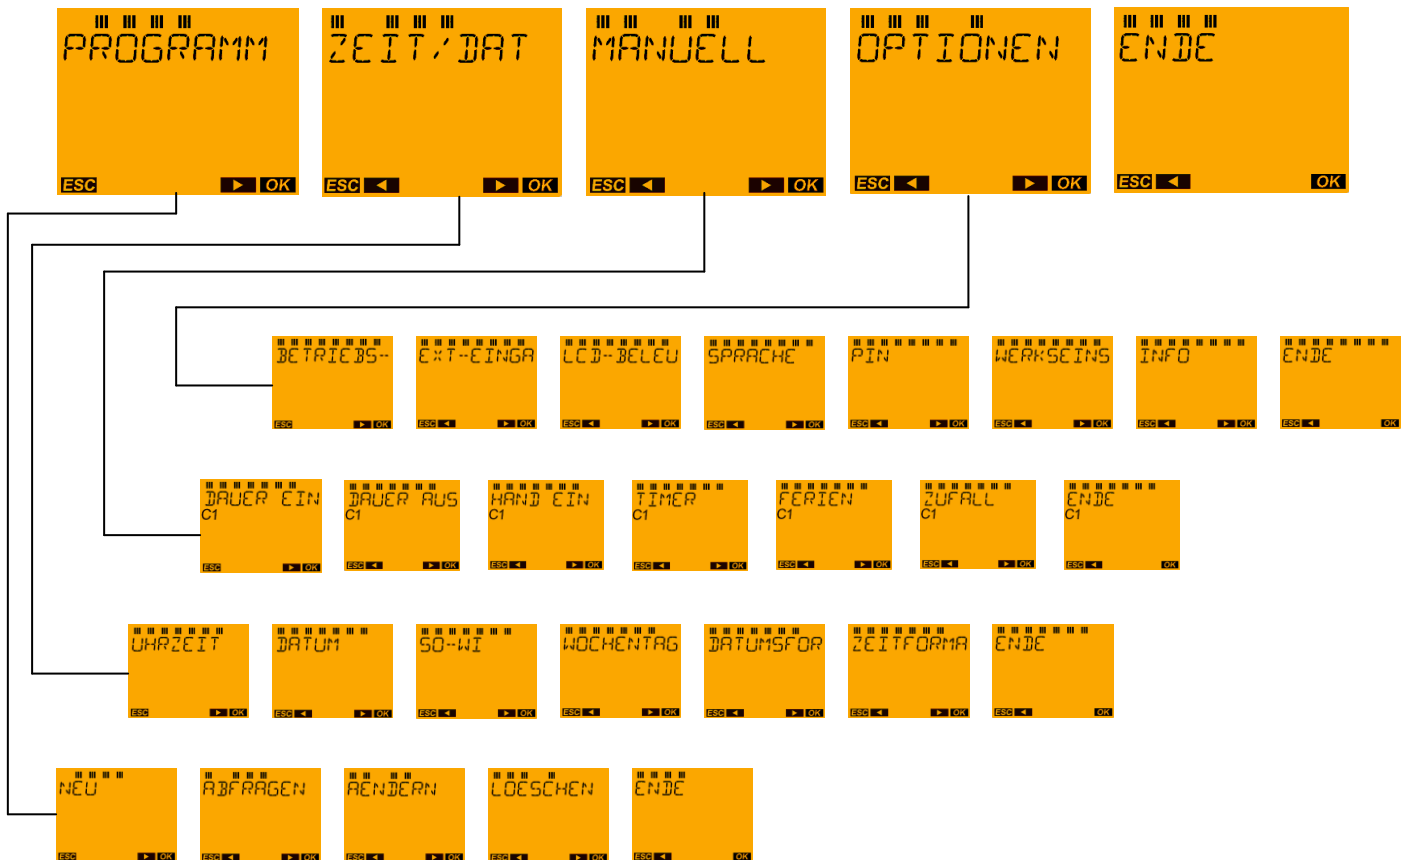 PROGRAMM
ESC ► OK
ZEIT/DAT
ESC ◄ ► OK
MANUELL
ESC ◄ ► OK
OPTIONEN
ESC ◄ ► OK
ENDE
ESC ◄ OK
BETRIEBS-
ESC ► OK
EXT-EINGA
ESC ◄ ► OK
LCD-BELEU
ESC ◄ ► OK
SPRACHE
ESC ◄ ► OK
PIN
ESC ◄ ► OK
WERKSEINS
ESC ◄ ► OK
INFO
ESC ◄ ► OK
ENDE
ESC ◄ OK
DAUER EIN
C1
ESC ► OK
DAUER AUS
C1
ESC ◄ ► OK
HAND EIN
C1
ESC ◄ ► OK
TIMER
C1
ESC ◄ ► OK
FERIEN
C1
ESC ◄ ► OK
ZUFALL
C1
ESC ◄ ► OK
ENDE
C1
ESC ◄ OK
UHRZEIT
ESC ► OK
DATUM
ESC ◄ ► OK
SO-WI
ESC ◄ ► OK
WOCHENTAG
ESC ◄ ► OK
DATUMSFOR
ESC ◄ ► OK
ZEITFORMA
ESC ◄ ► OK
ENDE
ESC ◄ OK
NEU
ESC ► OK
ABFRAGEN
ESC ◄ ► OK
AENDERN
ESC ◄ ► OK
LOESCHEN
ESC ◄ ► OK
ENDE
ESC ◄ OK